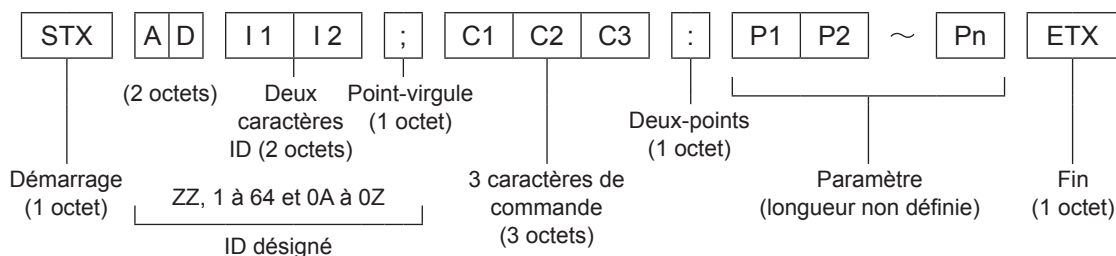 STX A D I1 I2 ; C1 C2 C3 : P1 P2 ～ Pn ETX
(2 octets)
Deux
caractères
ID (2 octets)
Point-virgule
(1 octet)
Deux-points
(1 octet)
Démarrage
(1 octet)
ZZ, 1 à 64 et 0A à 0Z
ID désigné
3 caractères de
commande
(3 octets)
Paramètre
(longueur non définie)
Fin
(1 octet)